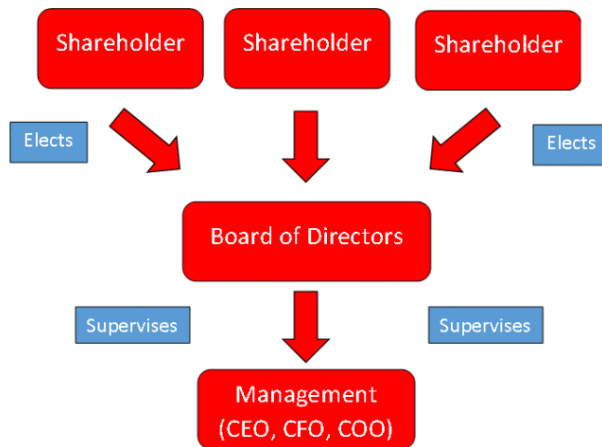 Shareholder
Shareholder
Shareholder
Elects
Elects
Board of Directors
Supervises
Supervises
Management
(CEO, CFO, COO)